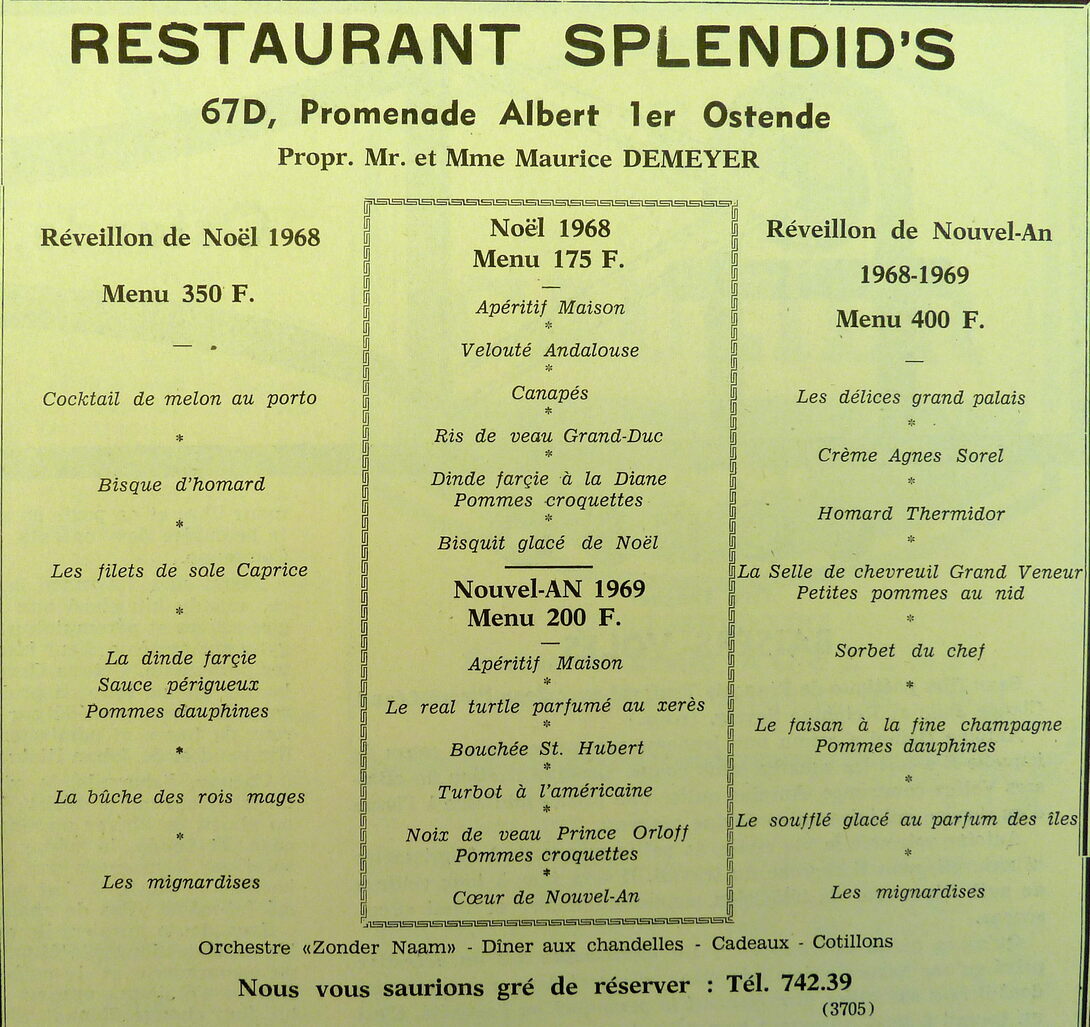 RESTAURANT SPLENDID'S
67D, Promenade Albert 1er Ostende
Propr. Mr. et Mme Maurice DEMEYER
Réveillon de Noël 1968
Menu 350 F.
—
Cocktail de melon au porto
*
Bisque d'homard
*
Les filets de sole Caprice
*
La dinde farçie
Sauce périgueux
Pommes dauphines
*
La bûche des rois mages
*
Les mignardises
Noël 1968
Menu 175 F.
—
Apéritif Maison
*
Velouté Andalouse
*
Canapés
*
Ris de veau Grand-Duc
*
Dinde farçie à la Diane
Pommes croquettes
*
Bisquit glacé de Noël
Nouvel-AN 1969
Menu 200 F.
—
Apéritif Maison
*
Le real turtle parfumé au xerès
*
Bouchée St. Hubert
*
Turbot à l'américaine
*
Noix de veau Prince Orloff
Pommes croquettes
*
Cœur de Nouvel-An
Réveillon de Nouvel-An
1968-1969
Menu 400 F.
—
Les délices grand palais
*
Crème Agnes Sorel
*
Homard Thermidor
*
La Selle de chevreuil Grand Veneur
Petites pommes au nid
*
Sorbet du chef
*
Le faisan à la fine champagne
Pommes dauphines
*
Le soufflé glacé au parfum des îles
*
Les mignardises
Orchestre «Zonder Naam» - Dîner aux chandelles - Cadeaux - Cotillons
Nous vous saurions gré de réserver : Tél. 742.39
(3705)